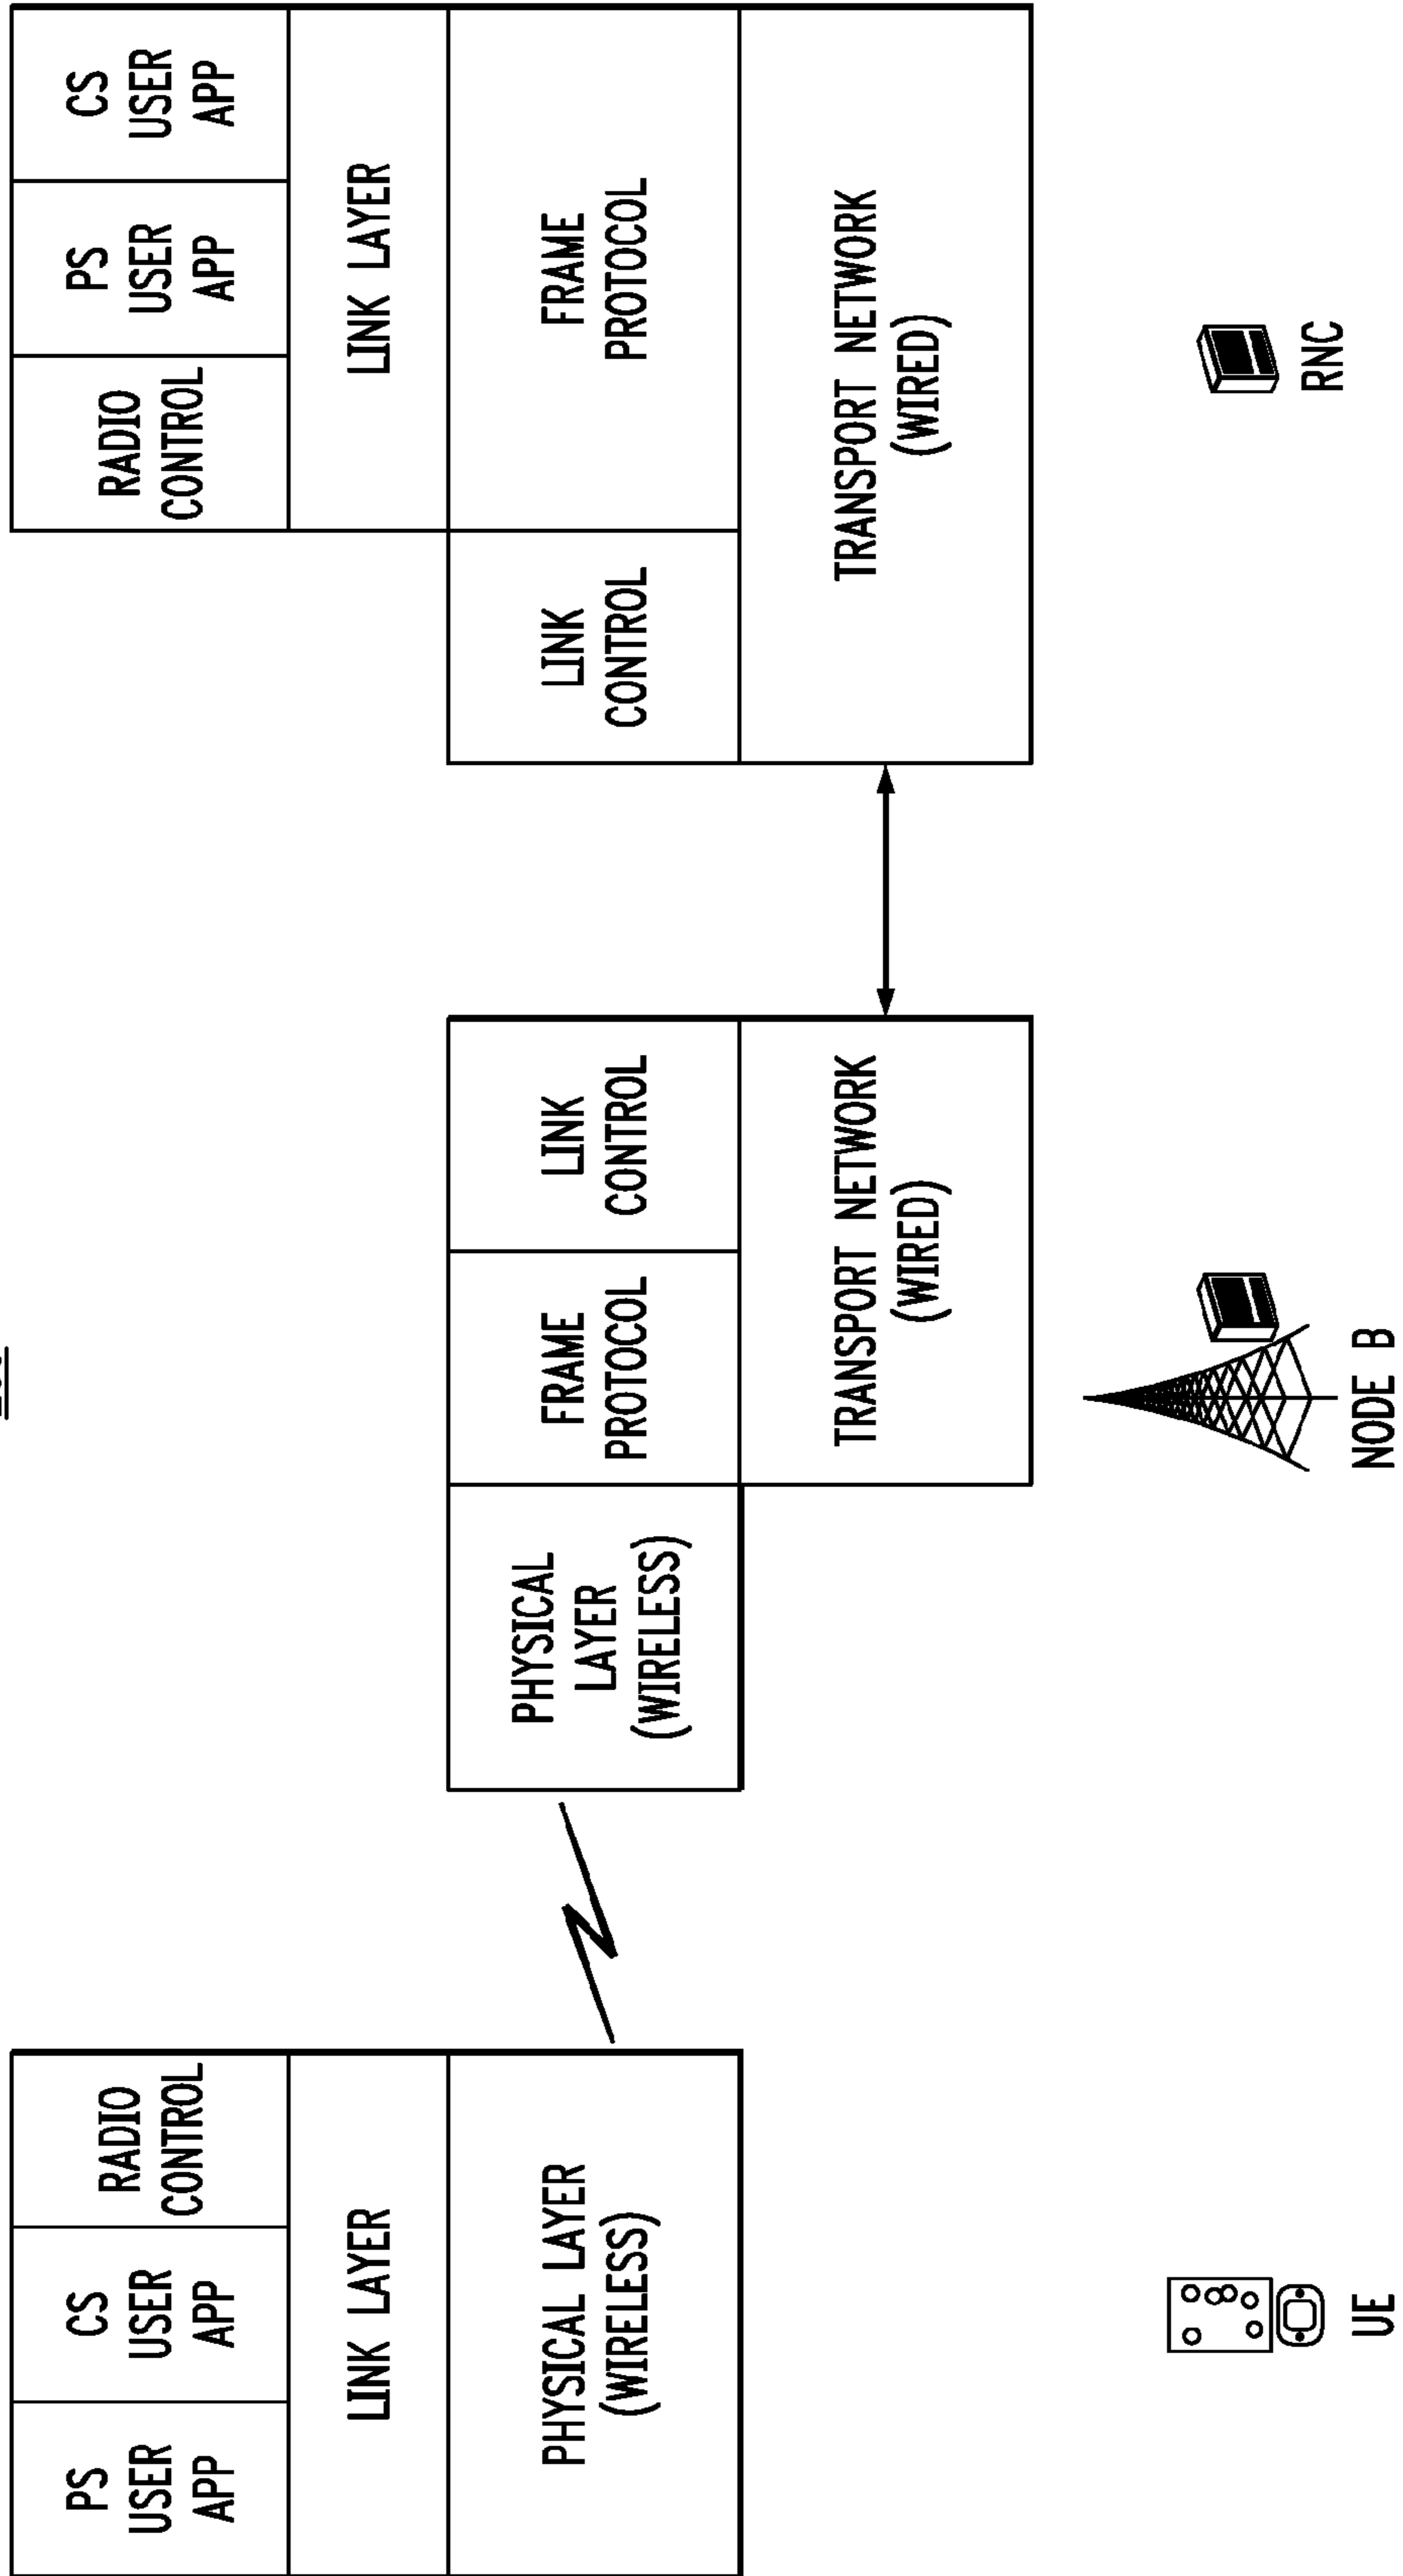 PS
USER
APP
CS
USER
APP
RADIO
CONTROL
LINK LAYER
PHYSICAL LAYER
(WIRELESS)
UE
PHYSICAL
LAYER
(WIRELESS)
FRAME
PROTOCOL
LINK
CONTROL
TRANSPORT NETWORK
(WIRED)
NODE B
RADIO
CONTROL
PS
USER
APP
CS
USER
APP
LINK LAYER
LINK
CONTROL
FRAME
PROTOCOL
TRANSPORT NETWORK
(WIRED)
RNC